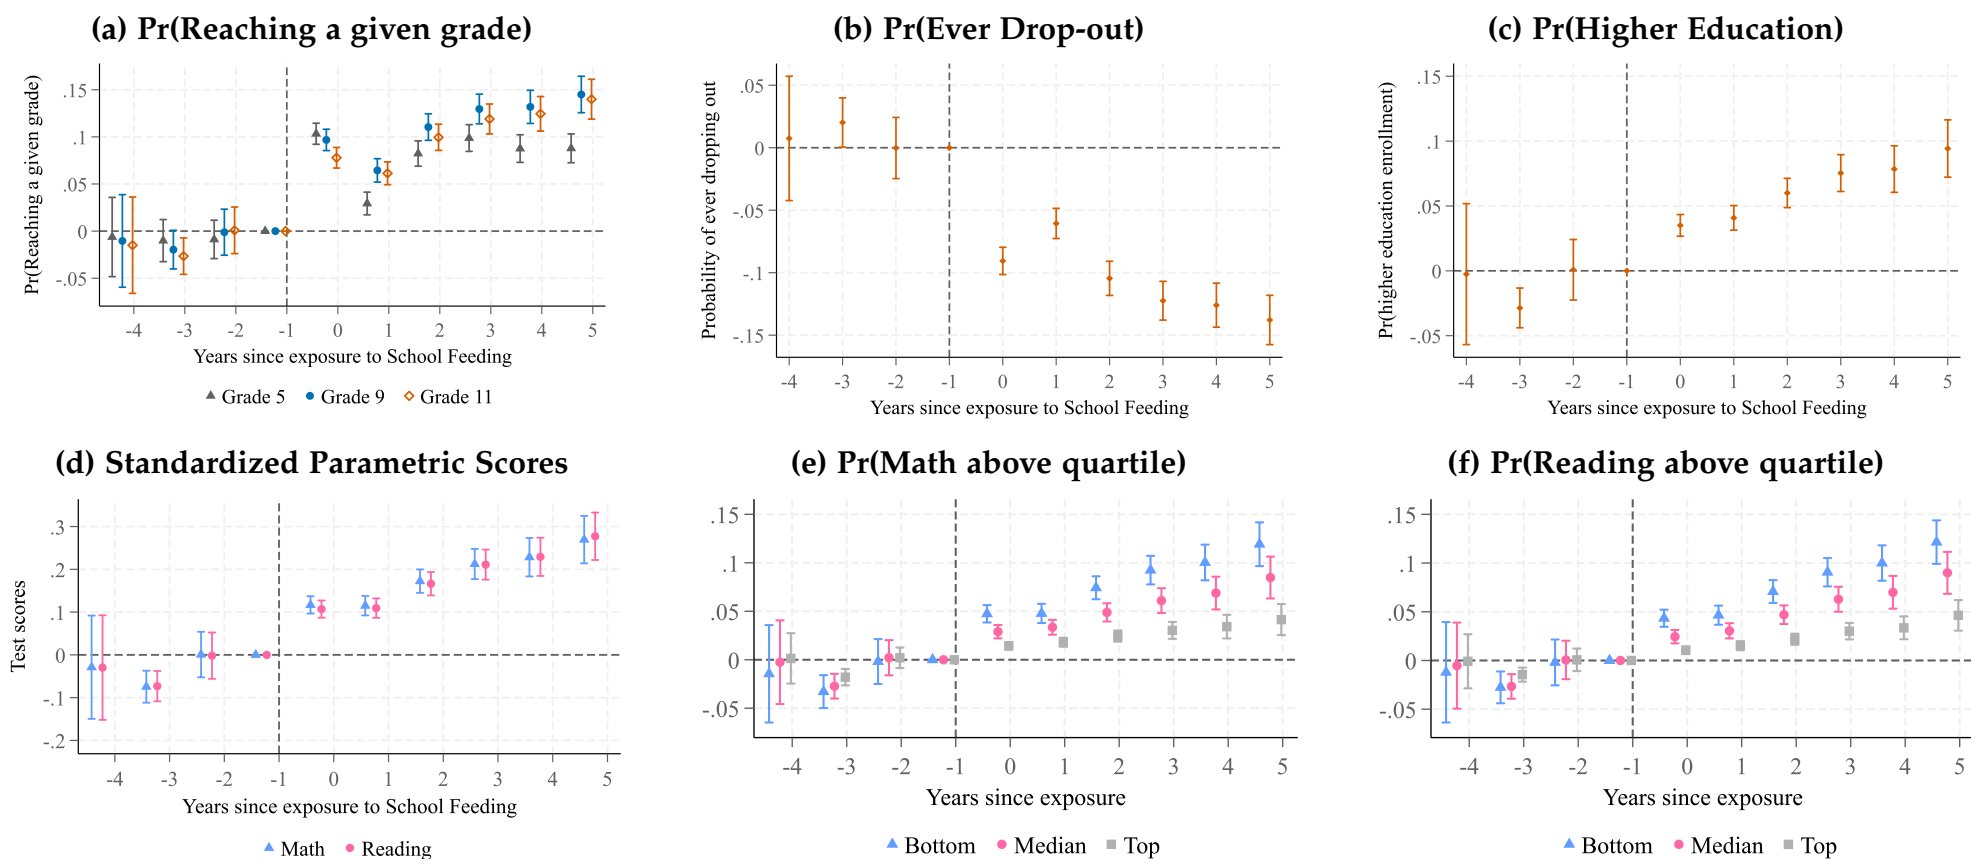 (a) Pr(Reaching a given grade)
Pr(Reaching a given grade)
.15
.1
.05
0
-.05
-4 -3 -2 -1 0 1 2 3 4 5
Years since exposure to School Feeding
Grade 5 Grade 9 Grade 11
(b) Pr(Ever Drop-out)
Probability of ever dropping out
.05
0
-.05
-.1
-.15
-4 -3 -2 -1 0 1 2 3 4 5
Years since exposure to School Feeding
(c) Pr(Higher Education)
Pr(higher education enrollment)
.15
.1
.05
0
-.05
-4 -3 -2 -1 0 1 2 3 4 5
Years since exposure to School Feeding
(d) Standardized Parametric Scores
Test scores
.3
.2
.1
0
-.1
-.2
-4 -3 -2 -1 0 1 2 3 4 5
Years since exposure to School Feeding
Math Reading
(e) Pr(Math above quartile)
.15
.1
.05
0
-.05
-4 -3 -2 -1 0 1 2 3 4 5
Years since exposure
Bottom Median Top
(f) Pr(Reading above quartile)
.15
.1
.05
0
-.05
-4 -3 -2 -1 0 1 2 3 4 5
Years since exposure
Bottom Median Top